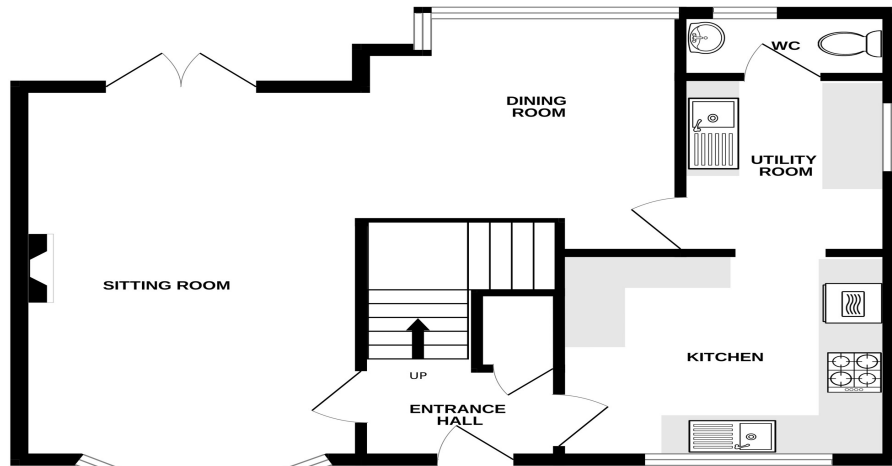 WC
DINING
ROOM
UTILITY
ROOM
SITTING ROOM
KITCHEN
UP
ENTRANCE
HALL